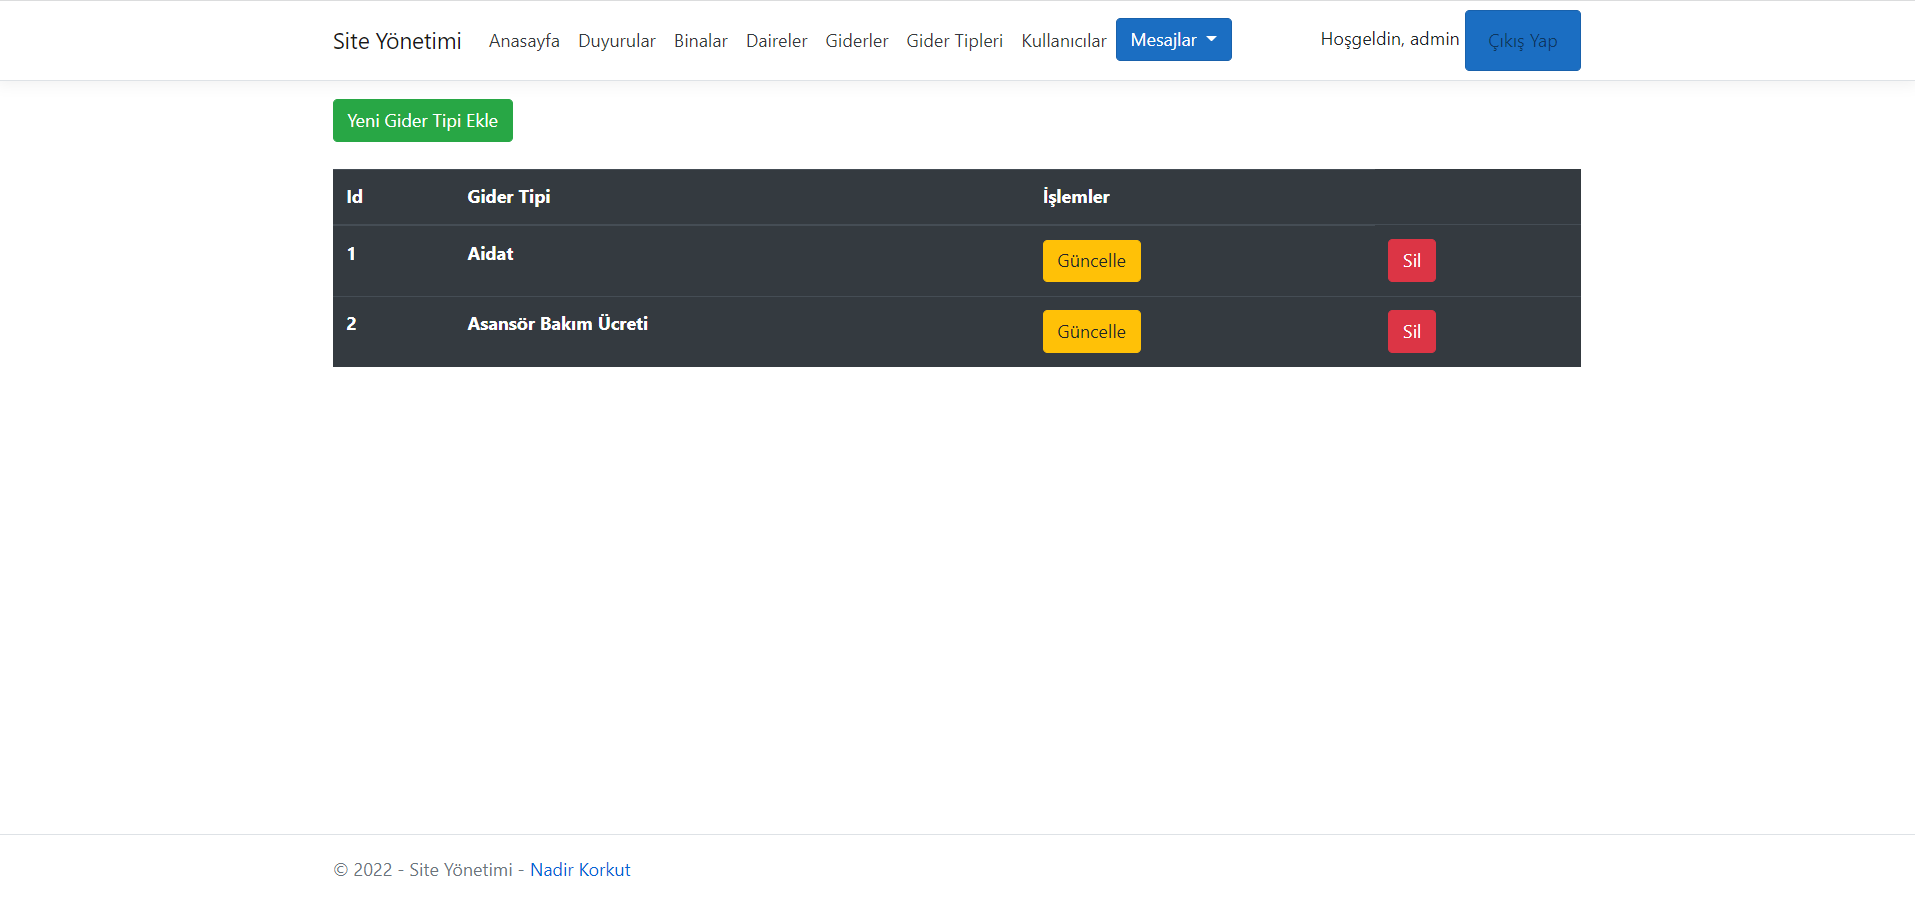 Site Yönetimi Anasayfa Duyurular Binalar Daireler Giderler Gider Tipleri Kullanıcılar Mesajlar Hoşgeldin, admin Çıkış Yap
Yeni Gider Tipi Ekle
Id Gider Tipi İşlemler
1 Aidat Güncelle Sil
2 Asansör Bakım Ücreti Güncelle Sil
© 2022 - Site Yönetimi - Nadir Korkut